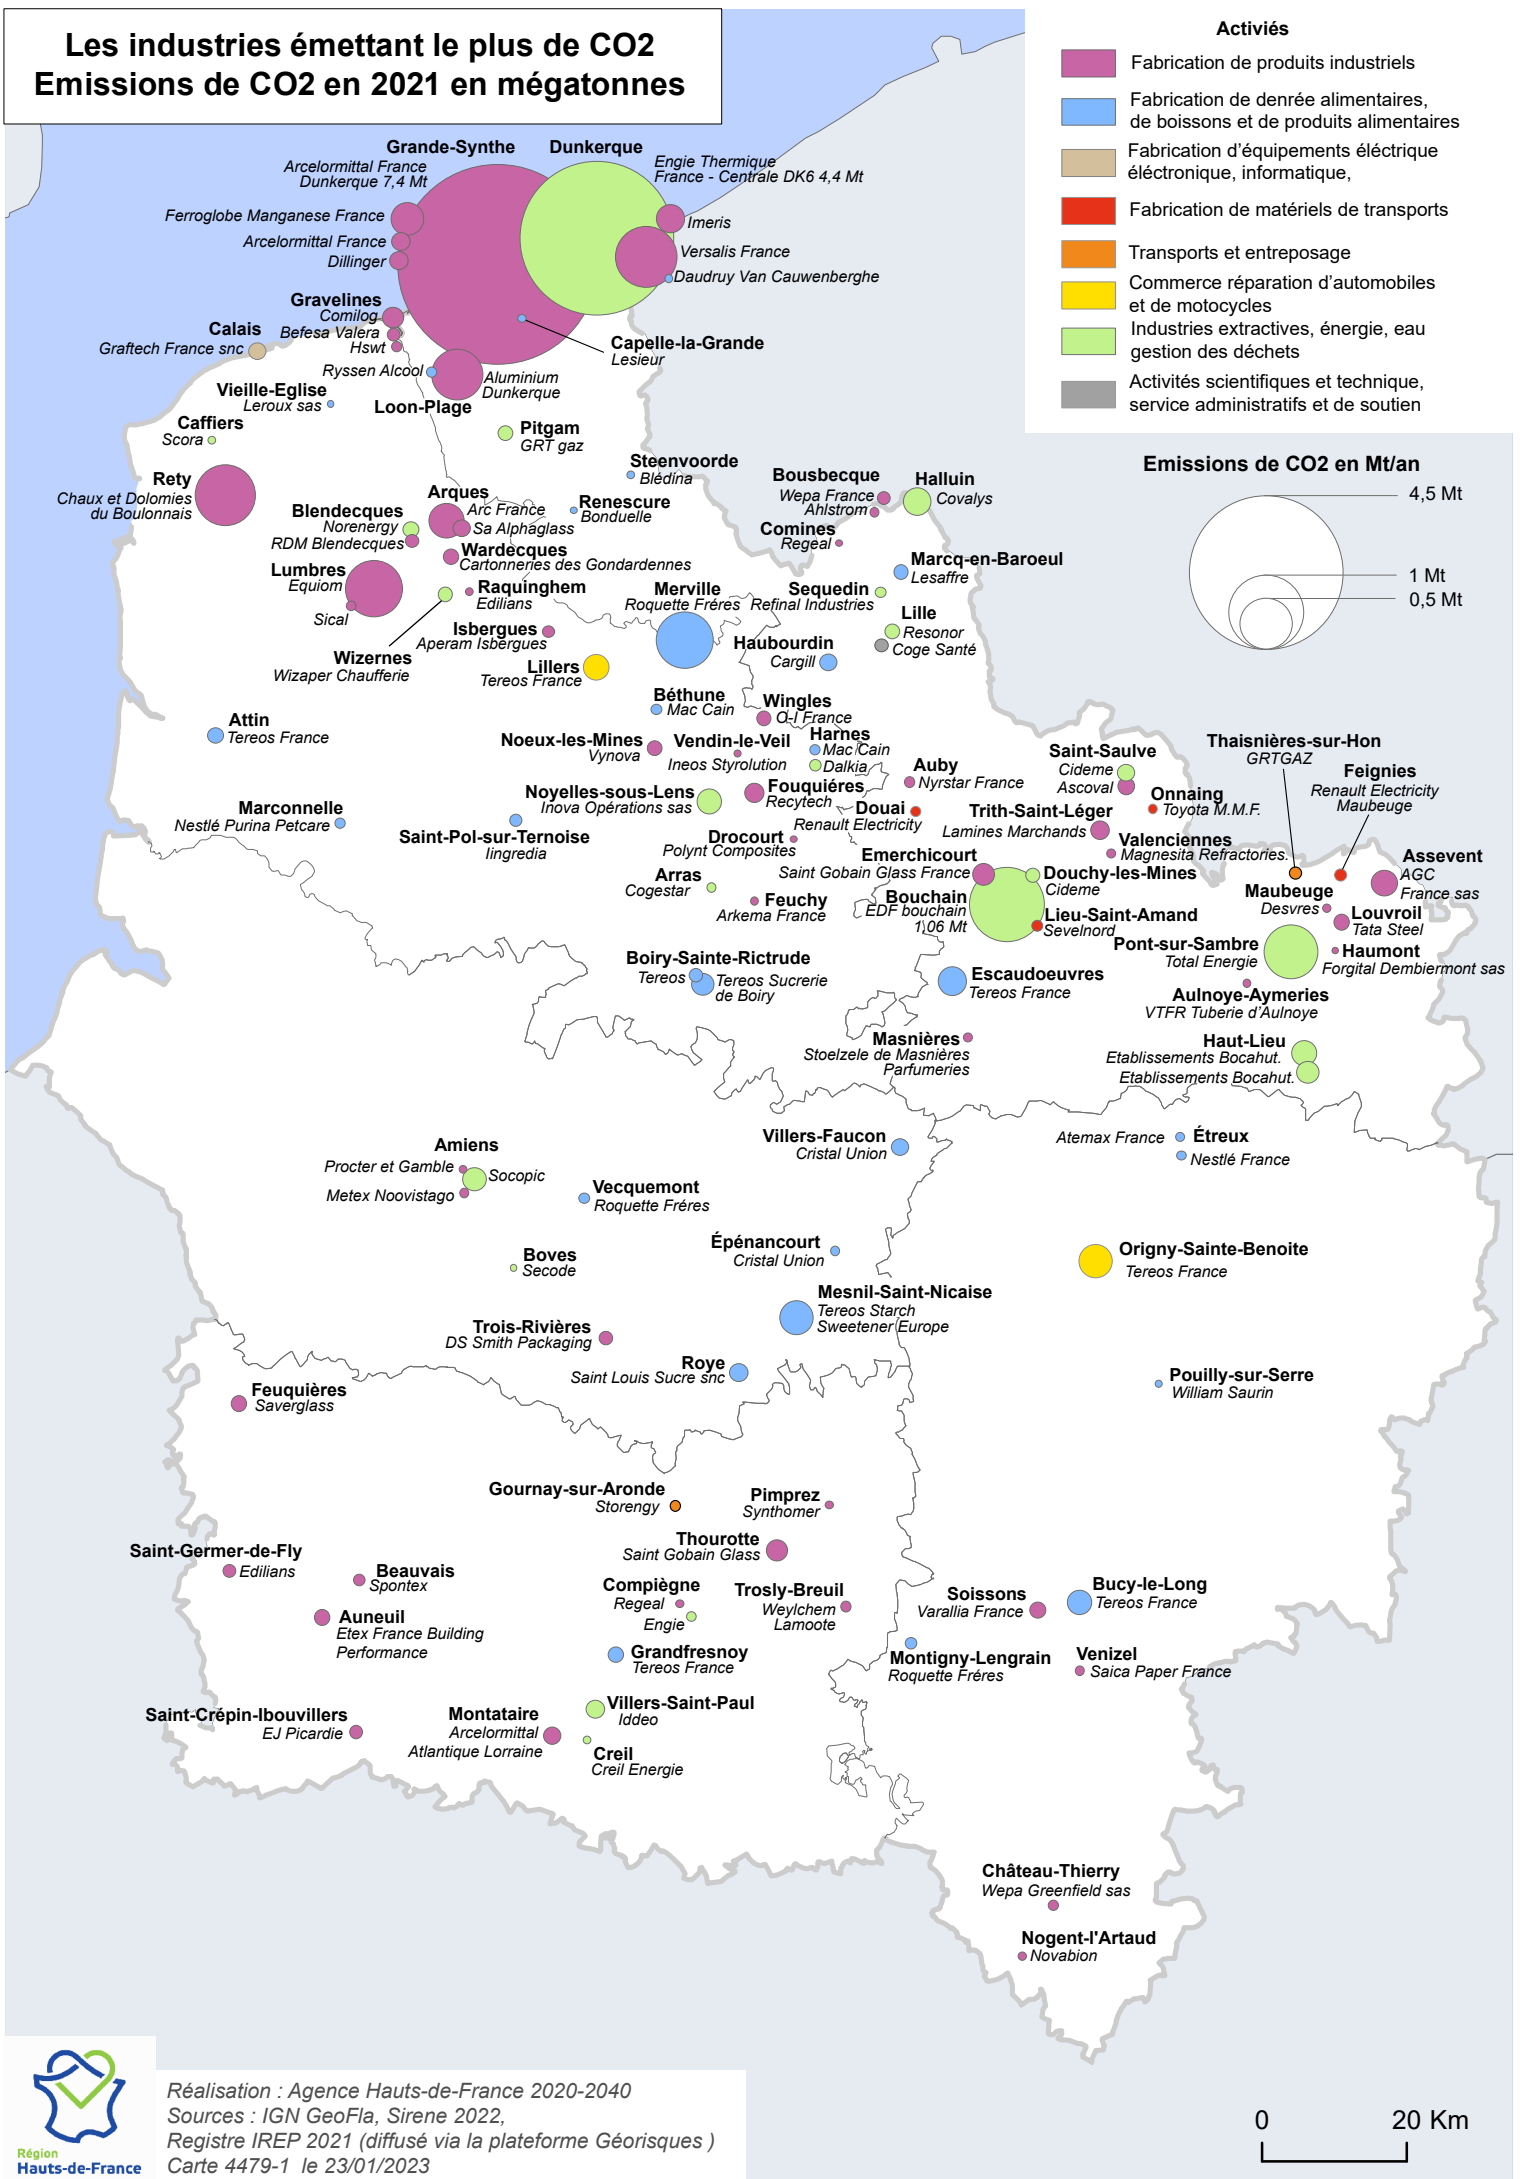 Les industries émettant le plus de CO2
Emissions de CO2 en 2021 en mégatonnes
Activiés
Fabrication de produits industriels
Fabrication de denrée alimentaires,
de boissons et de produits alimentaires
Fabrication d'équipements éléctrique
éléctronique, informatique,
Fabrication de matériels de transports
Transports et entreposage
Commerce réparation d'automobiles
et de motocycles
Industries extractives, énergie, eau
gestion des déchets
Activités scientifiques et technique,
service administratifs et de soutien
Emissions de CO2 en Mt/an
4,5 Mt
1 Mt
0,5 Mt
Grande-Synthe
Arcelormittal France
Dunkerque 7,4 Mt
Ferroglobe Manganese France
Arcelormittal France
Dillinger
Dunkerque
Engie Thermique
France - Centrale DK6 4,4 Mt
Imeris
Versalis France
Daudruy Van Cauwenberghe
Gravelines
Comilog
Befesa Valera
Hswt
Calais
Graftech France snc
Capelle-la-Grande
Lesieur
Ryssen Alcool
Aluminium
Dunkerque
Loon-Plage
Vieille-Eglise
Leroux sas
Caffiers
Scora
Pitgam
GRT gaz
Rety
Chaux et Dolomies
du Boulonnais
Steenvoorde
Blédina
Renescure
Bonduelle
Bousbecque
Wepa France
Ahlstrom
Halluin
Covalys
Comines
Regeal
Arques
Arc France
Sa Alphaglass
Blendecques
Norenergy
RDM Blendecques
Wardecques
Cartonneries des Gondardennes
Lumbres
Equiom
Sical
Raquinghem
Edilians
Merville
Roquette Fréres
Marcq-en-Baroeul
Lesaffre
Sequedin
Refinal Industries
Lille
Resonor
Coge Santé
Isbergues
Aperam Isbergues
Wizernes
Wizaper Chaufferie
Haubourdin
Cargill
Lillers
Tereos France
Béthune
Mac Cain
Wingles
O-I France
Attin
Tereos France
Noeux-les-Mines
Vynova
Vendin-le-Veil
Ineos Styrolution
Harnes
Mac Cain
Dalkia
Auby
Nyrstar France
Saint-Saulve
Cideme
Ascoval
Thaisnières-sur-Hon
GRTGAZ
Feignies
Renault Electricity
Maubeuge
Marconnelle
Nestlé Purina Petcare
Noyelles-sous-Lens
Inova Opérations sas
Fouquiéres
Recytech
Onnaing
Toyota M.M.F.
Saint-Pol-sur-Ternoise
Iingredia
Douai
Renault Electricity
Trith-Saint-Léger
Lamines Marchands
Drocourt
Polynt Composites
Valenciennes
Magnesita Refractories.
Emerchicourt
Saint Gobain Glass France
Assevent
AGC
France sas
Arras
Cogestar
Feuchy
Arkema France
Bouchain
EDF bouchain
1,06 Mt
Douchy-les-Mines
Cideme
Maubeuge
Desvres
Lieu-Saint-Amand
Sevelnord
Louvroil
Tata Steel
Pont-sur-Sambre
Total Energie
Haumont
Forgital Dembiermont sas
Boiry-Sainte-Rictrude
Tereos
Tereos Sucrerie
de Boiry
Escaudoeuvres
Tereos France
Aulnoye-Aymeries
VTFR Tuberie d'Aulnoye
Masnières
Stoelzele de Masnières
Parfumeries
Haut-Lieu
Etablissements Bocahut.
Etablissements Bocahut.
Amiens
Procter et Gamble
Socopic
Metex Noovistago
Villers-Faucon
Cristal Union
Atemax France
Étreux
Nestlé France
Vecquemont
Roquette Fréres
Boves
Secode
Épénancourt
Cristal Union
Origny-Sainte-Benoite
Tereos France
Mesnil-Saint-Nicaise
Tereos Starch
Sweetener Europe
Trois-Rivières
DS Smith Packaging
Roye
Saint Louis Sucre snc
Pouilly-sur-Serre
William Saurin
Feuquières
Saverglass
Gournay-sur-Aronde
Storengy
Pimprez
Synthomer
Thourotte
Saint Gobain Glass
Saint-Germer-de-Fly
Edilians
Beauvais
Spontex
Compiègne
Regeal
Engie
Trosly-Breuil
Weylchem
Lamoote
Soissons
Varallia France
Bucy-le-Long
Tereos France
Auneuil
Etex France Building
Performance
Grandfresnoy
Tereos France
Montigny-Lengrain
Roquette Fréres
Venizel
Saica Paper France
Villers-Saint-Paul
Iddeo
Saint-Crépin-Ibouvillers
EJ Picardie
Montataire
Arcelormittal
Atlantique Lorraine
Creil
Creil Energie
Château-Thierry
Wepa Greenfield sas
Nogent-l'Artaud
Novabion
Région
Hauts-de-France
Réalisation : Agence Hauts-de-France 2020-2040
Sources : IGN GeoFla, Sirene 2022,
Registre IREP 2021 (diffusé via la plateforme Géorisques )
Carte 4479-1 le 23/01/2023
0 20 Km